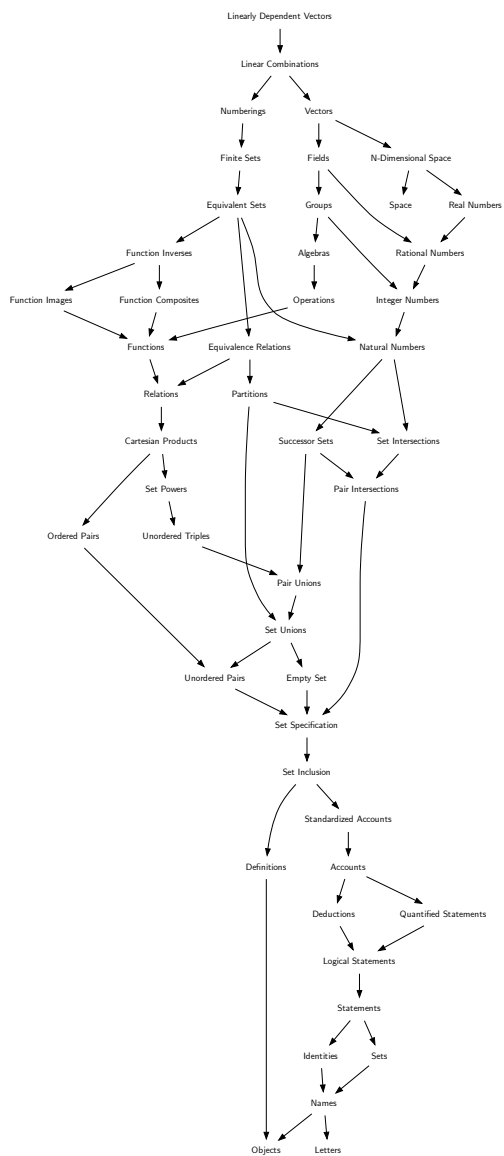 Linearly Dependent Vectors
Linear Combinations
Numberings
Vectors
Finite Sets
Fields
N-Dimensional Space
Equivalent Sets
Groups
Space
Real Numbers
Function Inverses
Algebras
Rational Numbers
Function Images
Function Composites
Operations
Integer Numbers
Functions
Equivalence Relations
Natural Numbers
Relations
Partitions
Cartesian Products
Successor Sets
Set Intersections
Set Powers
Pair Intersections
Ordered Pairs
Unordered Triples
Pair Unions
Set Unions
Unordered Pairs
Empty Set
Set Specification
Set Inclusion
Standardized Accounts
Definitions
Accounts
Deductions
Quantified Statements
Logical Statements
Statements
Identities
Sets
Names
Objects
Letters